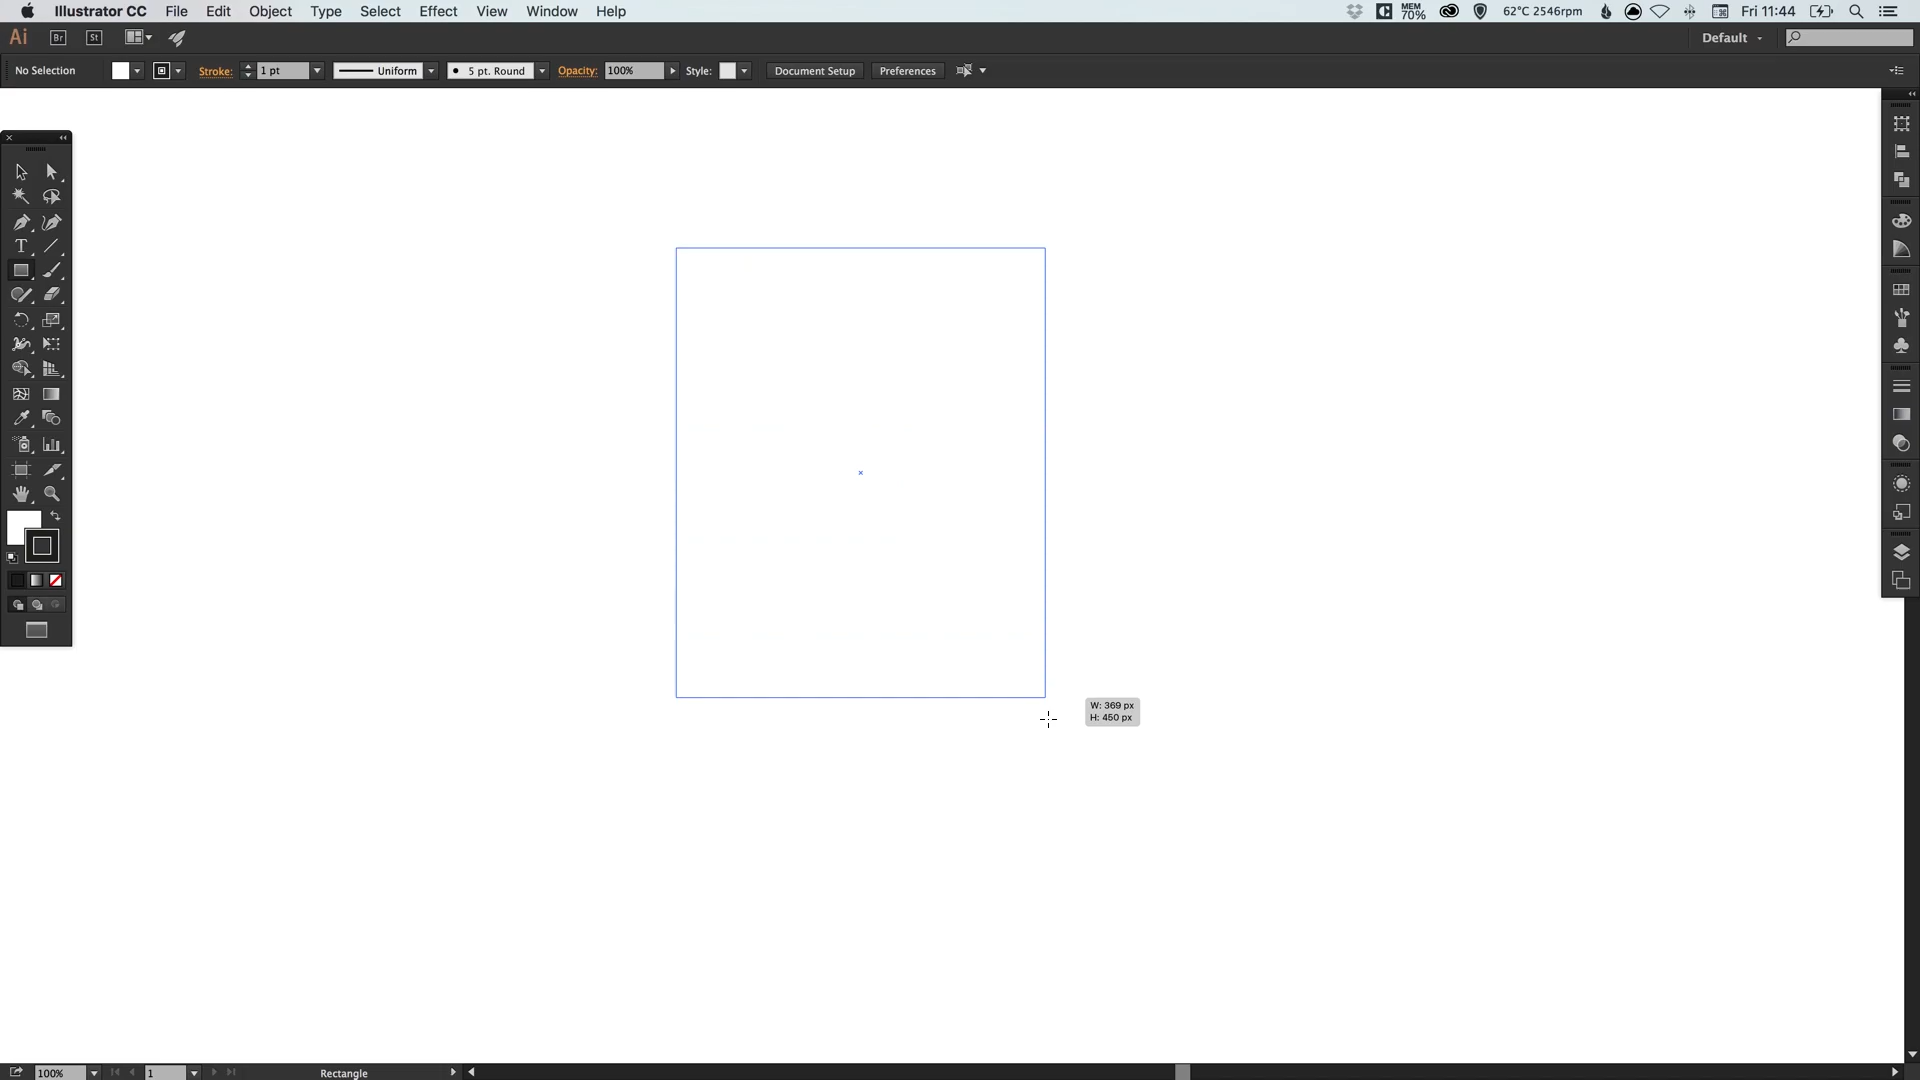 Illustrator CC File Edit Object Type Select Effect View Window Help MEM 70% 62°C 2546rpm Fri 11:44
Ai Br St Default
No Selection Stroke: 1 pt Uniform 5 pt. Round Opacity: 100% Style: Document Setup Preferences
T
W: 369 px
H: 450 px
100% 1 Rectangle